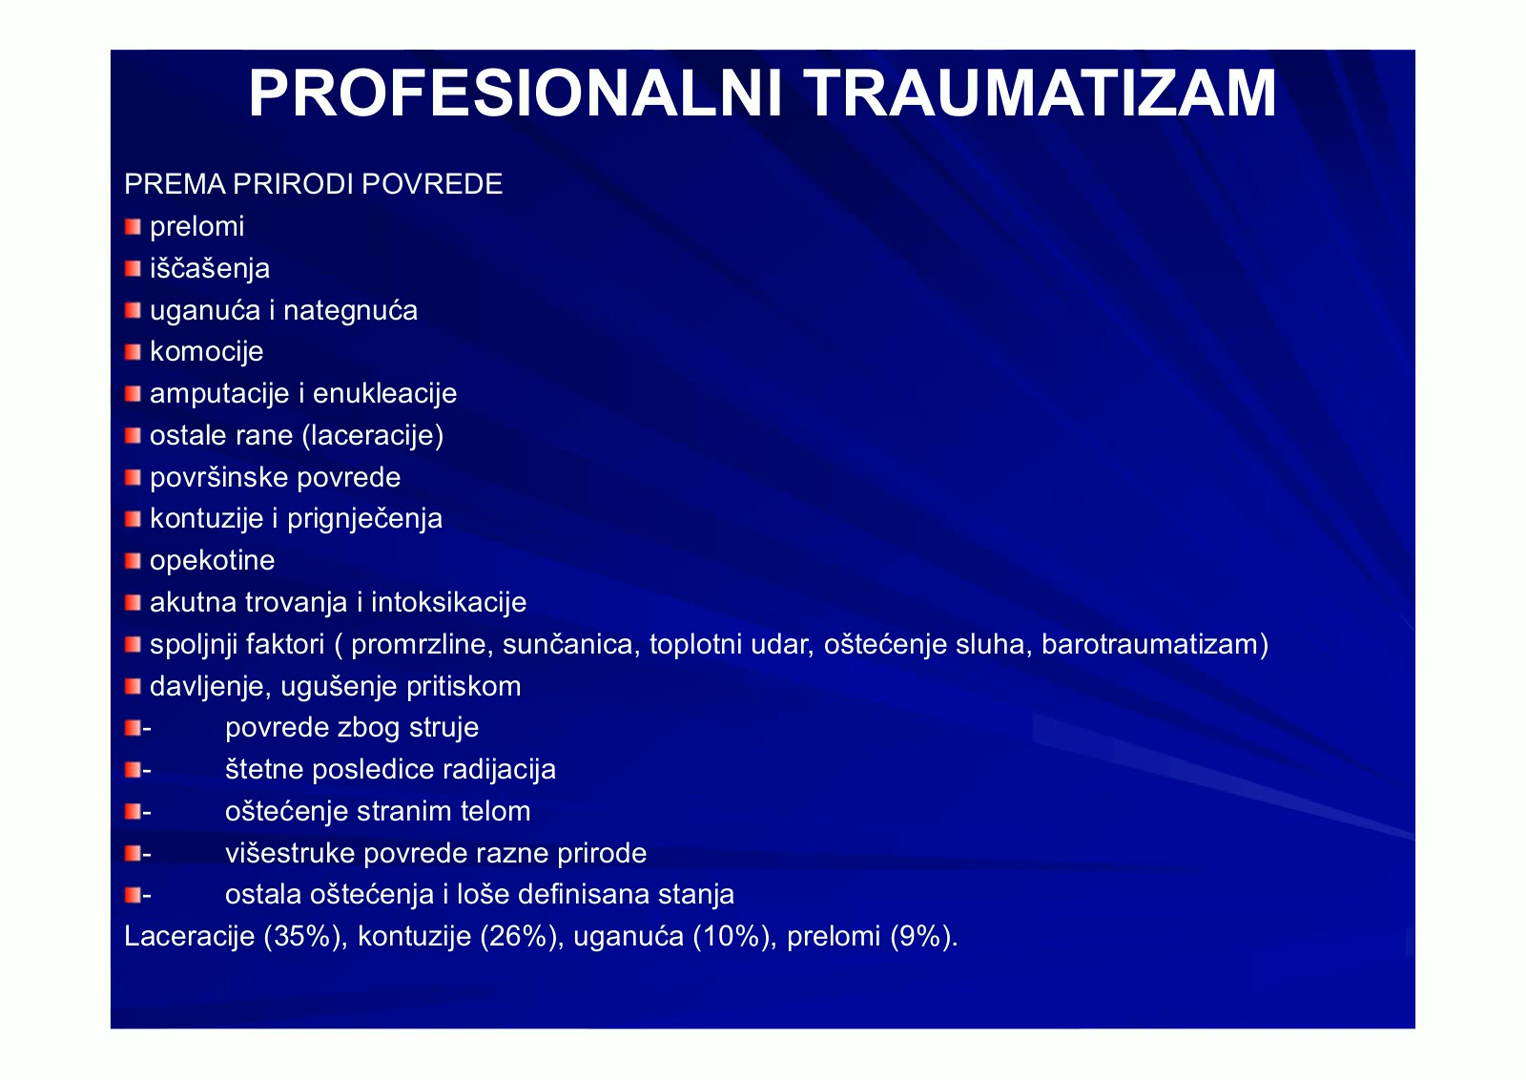 PROFESIONALNI TRAUMATIZAM
PREMA PRIRODI POVREDE
prelomi
iščašenja
uganuća i nategnuća
komocije
amputacije i enukleacije
ostale rane (laceracije)
površinske povrede
kontuzije i prignječenja
opekotine
akutna trovanja i intoksikacije
spoljnji faktori ( promrzline, sunčanica, toplotni udar, oštećenje sluha, barotraumatizam)
davljenje, ugušenje pritiskom
- povrede zbog struje
- štetne posledice radijacija
- oštećenje stranim telom
- višestruke povrede razne prirode
- ostala oštećenja i loše definisana stanja
Laceracije (35%), kontuzije (26%), uganuća (10%), prelomi (9%).